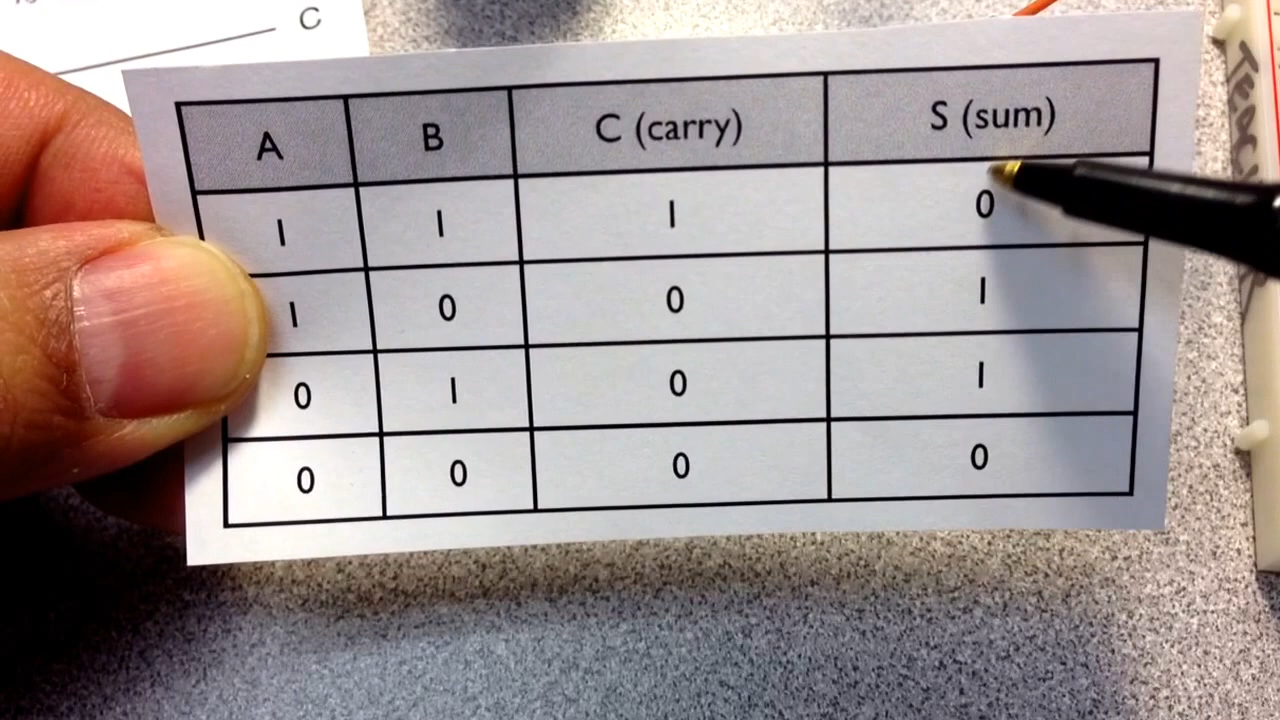 C
A B C (carry) S (sum)
1 1 1 0
1 0 0 1
0 1 0 1
0 0 0 0